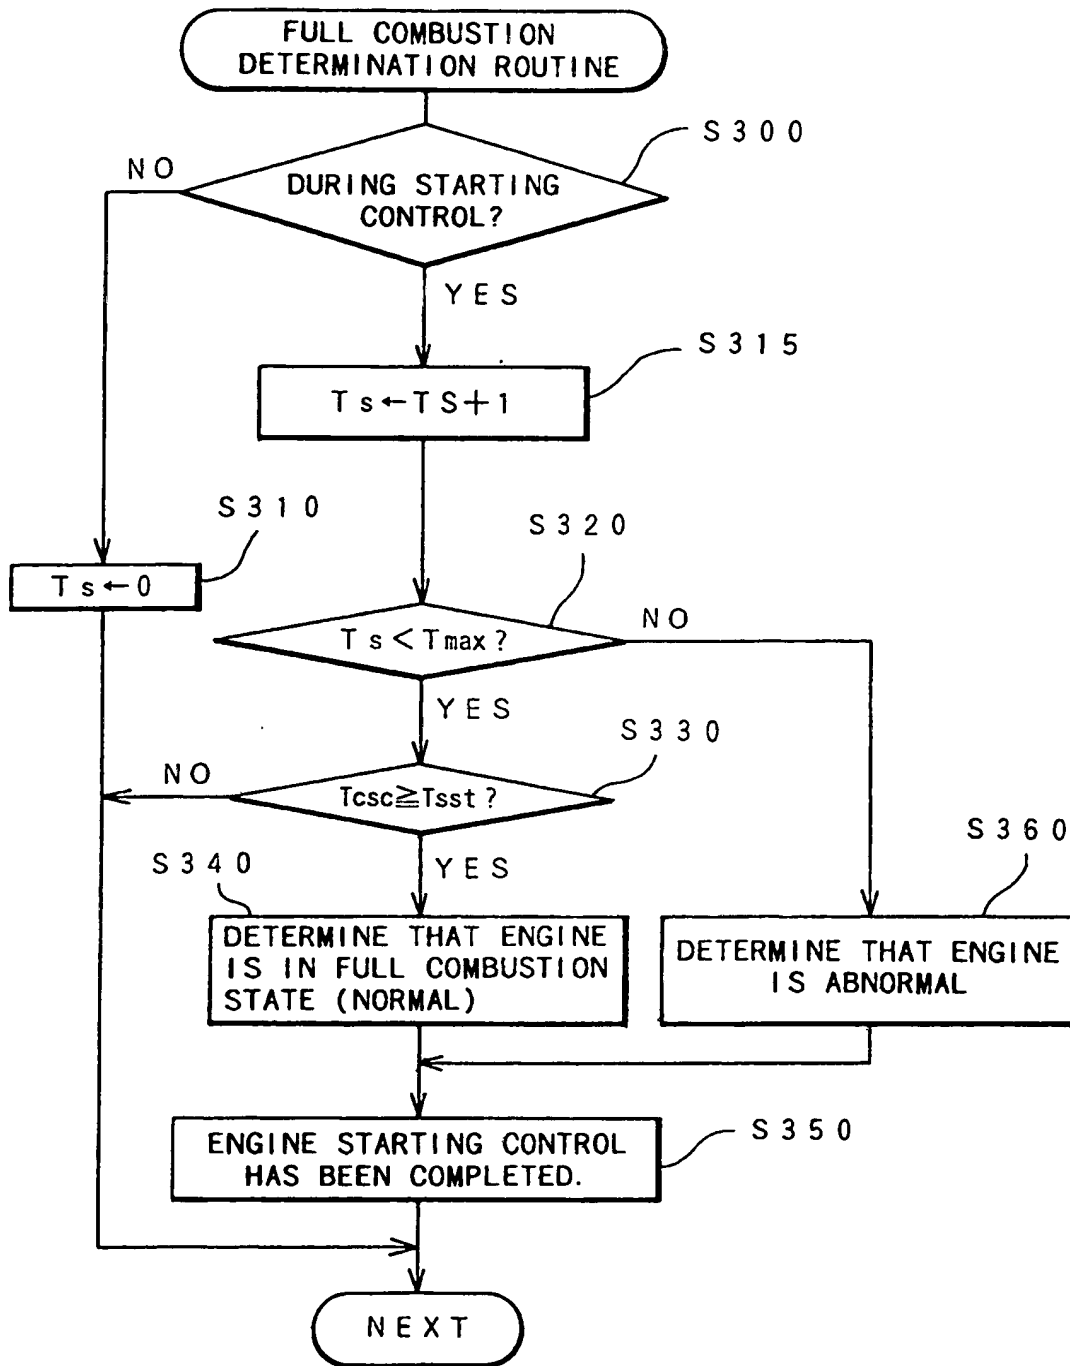 FULL COMBUSTION
DETERMINATION ROUTINE
S300
NO
DURING STARTING
CONTROL?
YES
S315
Ts←TS+1
S310
S320
Ts←0
NO
Ts<Tmax?
YES
S330
NO
Tcsc≧Tsst?
S360
S340
YES
DETERMINE THAT ENGINE
IS IN FULL COMBUSTION
STATE (NORMAL)
DETERMINE THAT ENGINE
IS ABNORMAL
S350
ENGINE STARTING CONTROL
HAS BEEN COMPLETED.
NEXT